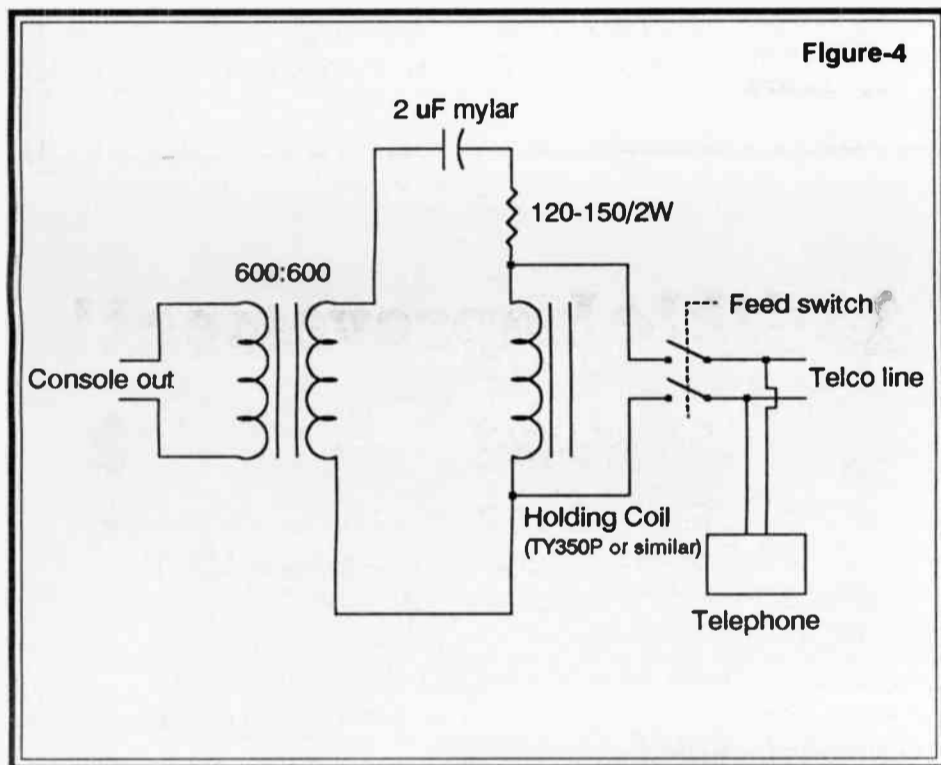 FIgure-4
2 uF mylar
120-150/2W
600:600
Feed switch
Console out
Telco line
Holding Coil
(TY350P or similar)
Telephone